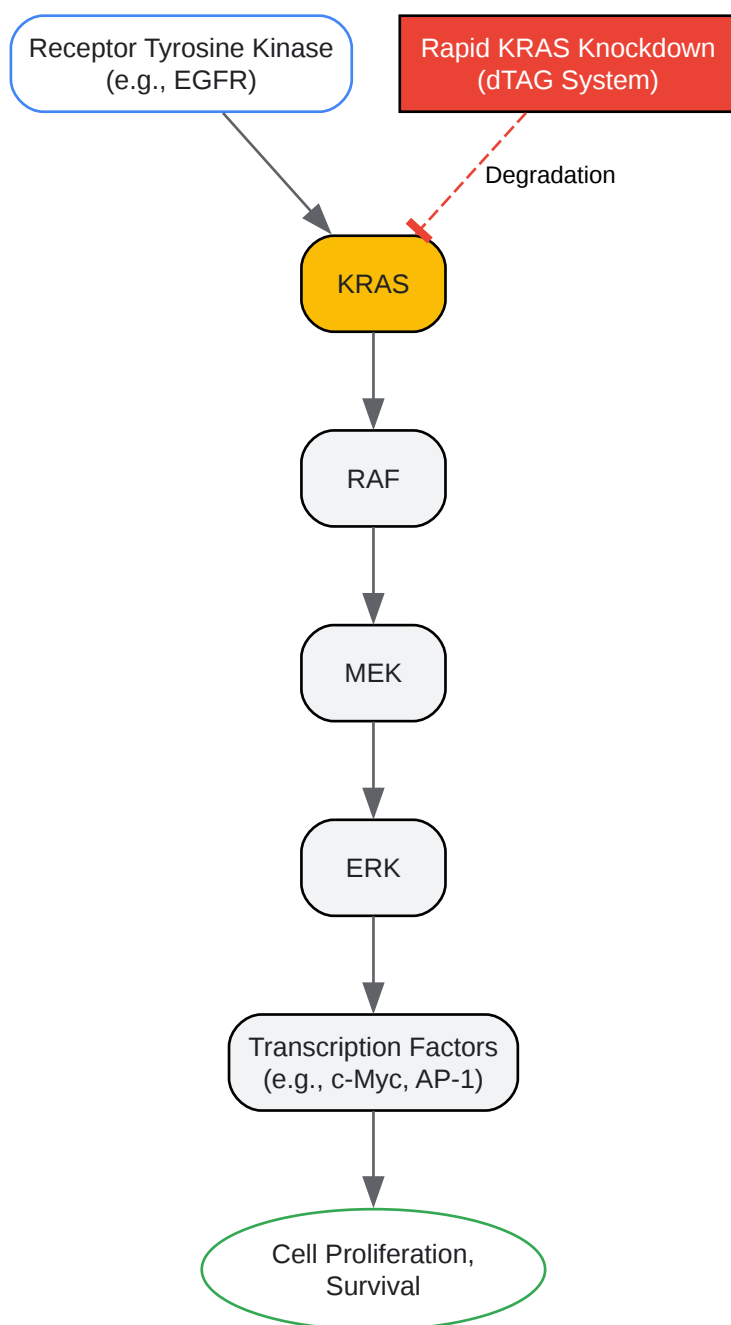 Receptor Tyrosine Kinase
(e.g., EGFR)
Rapid KRAS Knockdown
(dTAG System)
Degradation
KRAS
RAF
MEK
ERK
Transcription Factors
(e.g., c-Myc, AP-1)
Cell Proliferation,
Survival